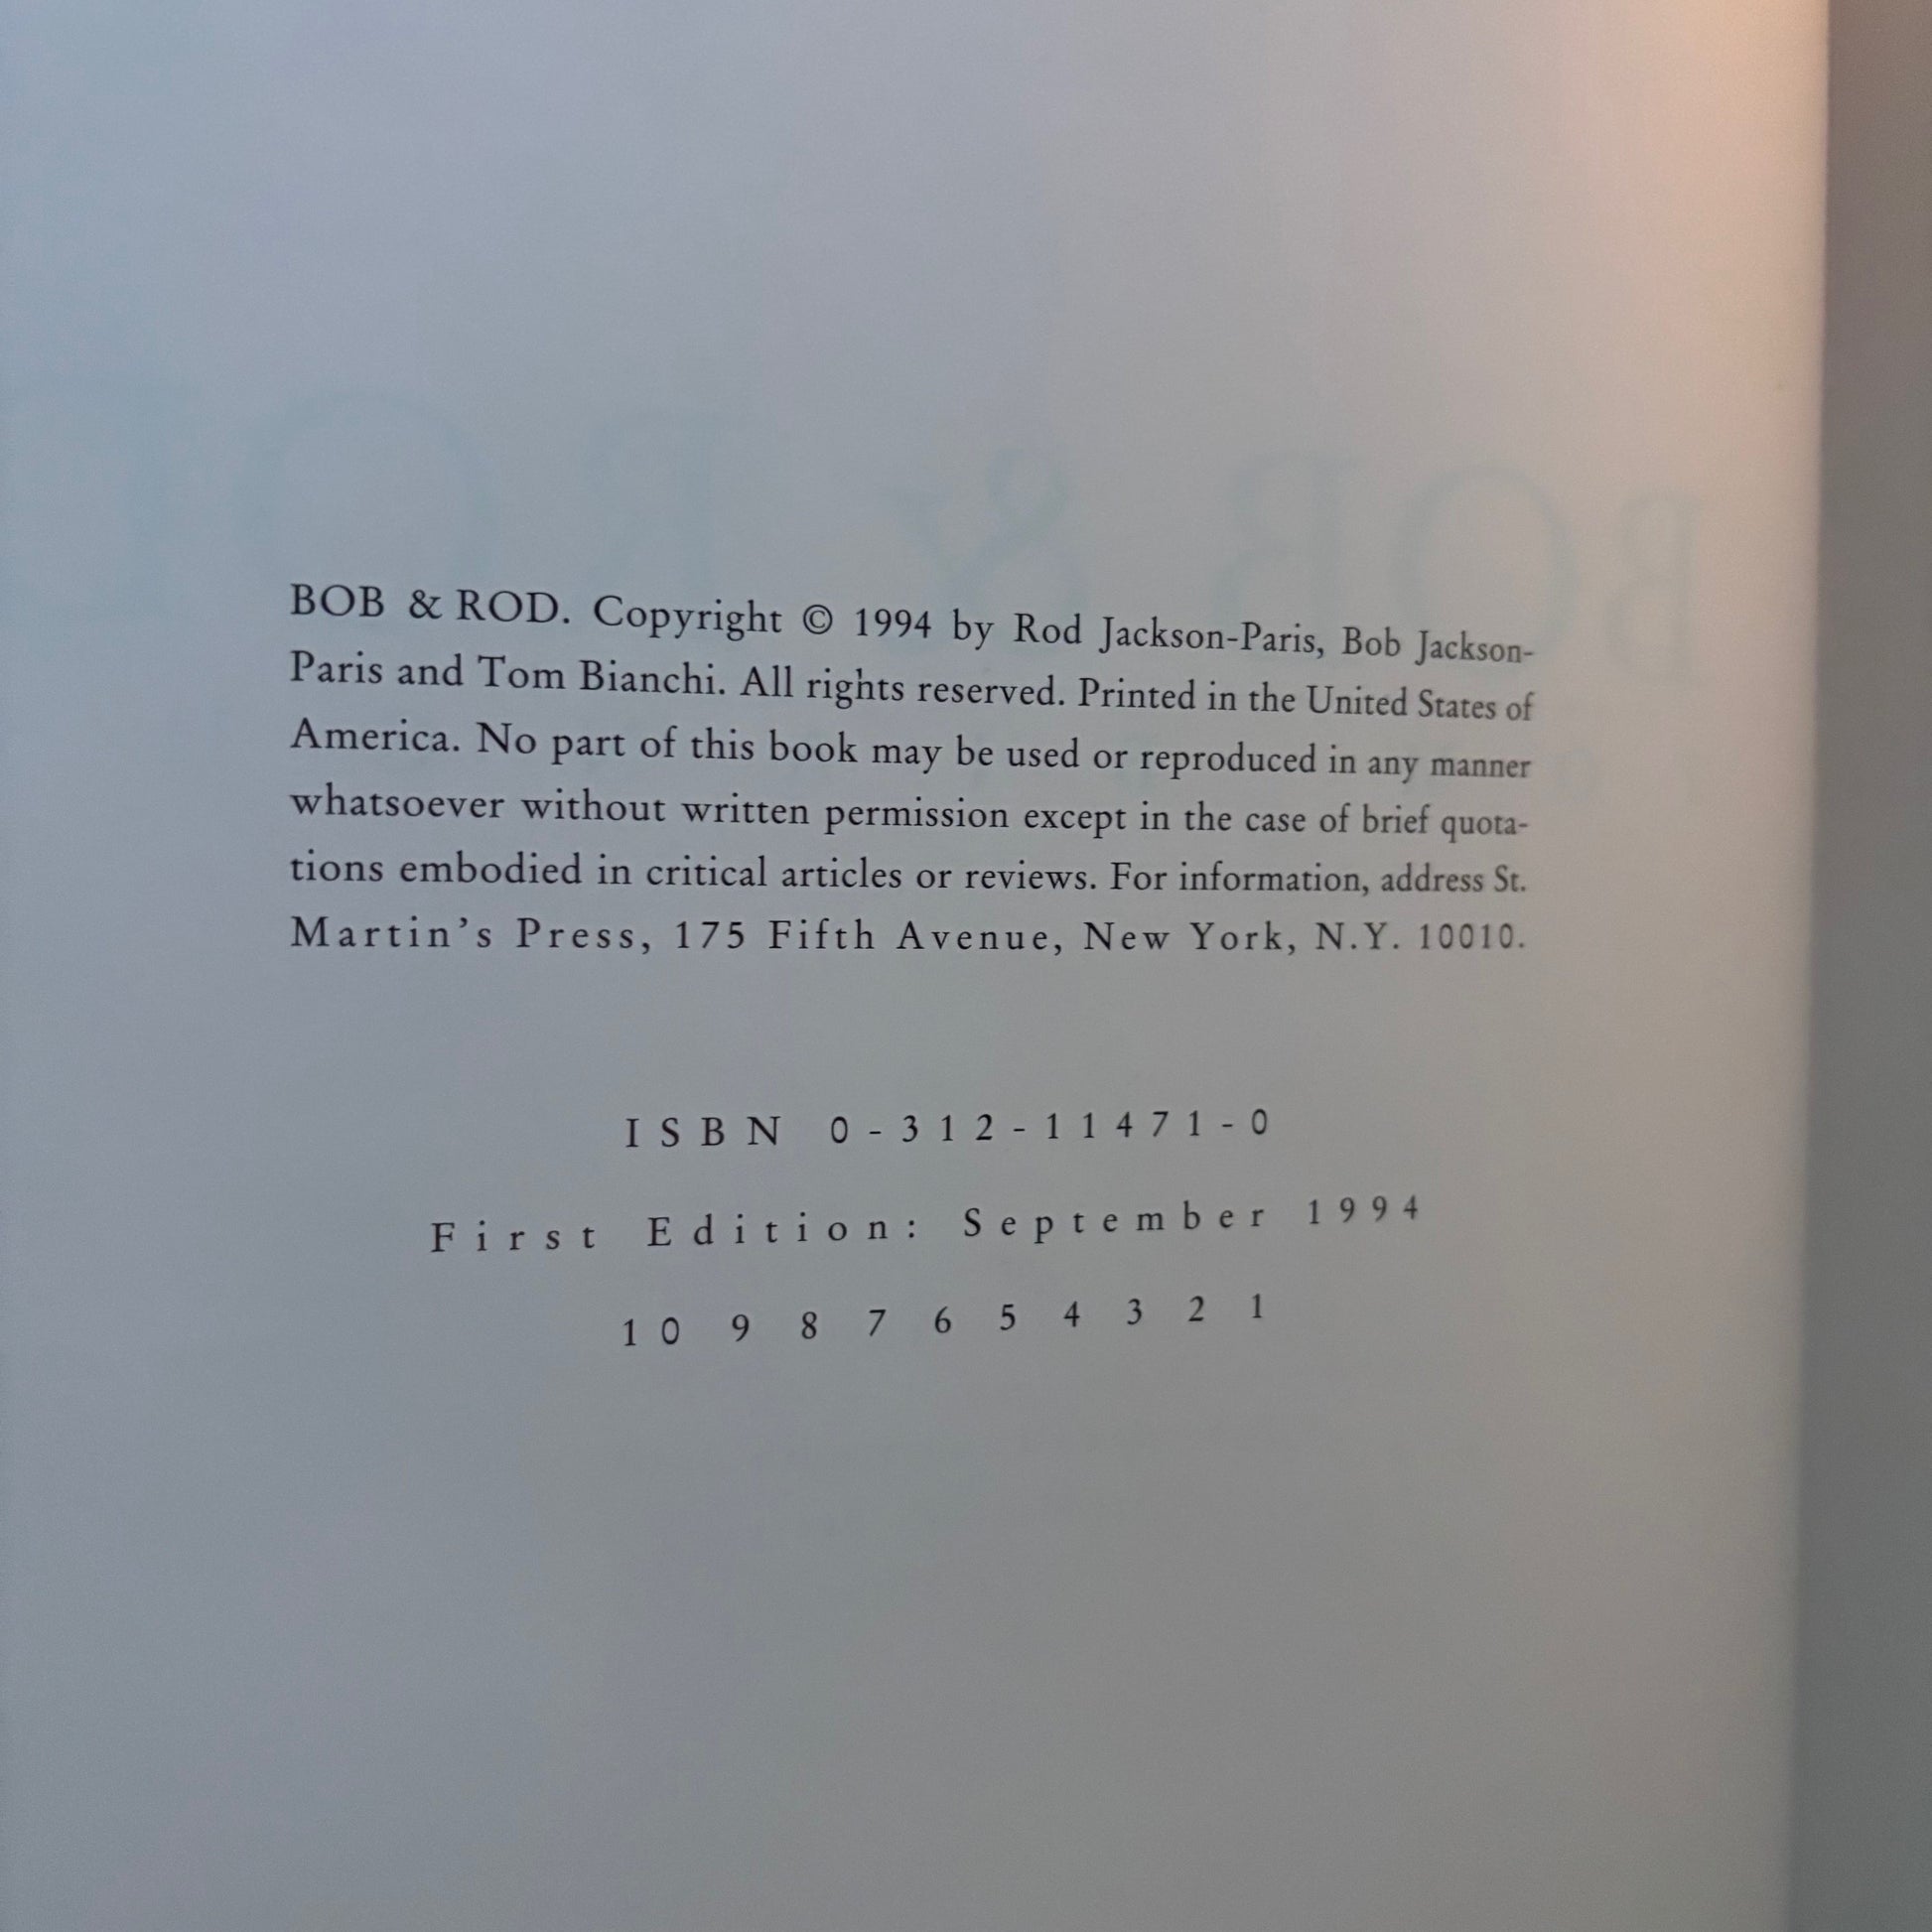 BOB & ROD. Copyright © 1994 by Rod Jackson-Paris, Bob Jackson-
Paris and Tom Bianchi. All rights reserved. Printed in the United States of
America. No part of this book may be used or reproduced in any manner
whatsoever without written permission except in the case of brief quota-
tions embodied in critical articles or reviews. For information, address St.
Martin's Press, 175 Fifth Avenue, New York, N.Y. 10010.
ISBN 0-312-11471-0
First Edition: September 1994
10 9 8 7 6 5 4 3 2 1